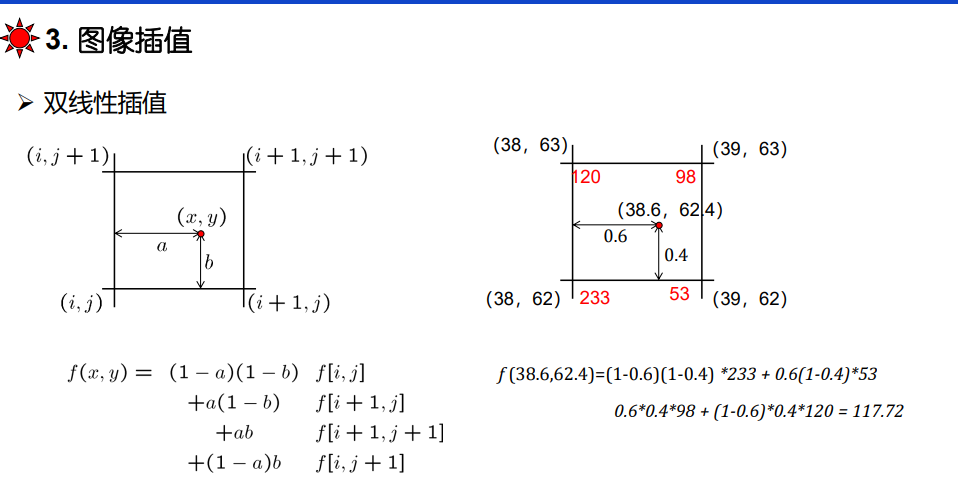 3. 图像插值
➢ 双线性插值
(i, j + 1)
(i + 1, j + 1)
(x, y)
a
b
(i, j)
(i + 1, j)
(38, 63)
(39, 63)
120
98
(38.6, 62.4)
0.6
0.4
(38, 62)
233
53
(39, 62)
f(x, y) = (1 − a)(1 − b) f[i, j]
+a(1 − b) f[i + 1, j]
+ab f[i + 1, j + 1]
+(1 − a)b f[i, j + 1]
f(38.6,62.4)=(1-0.6)(1-0.4) *233 + 0.6(1-0.4)*53
0.6*0.4*98 + (1-0.6)*0.4*120 = 117.72